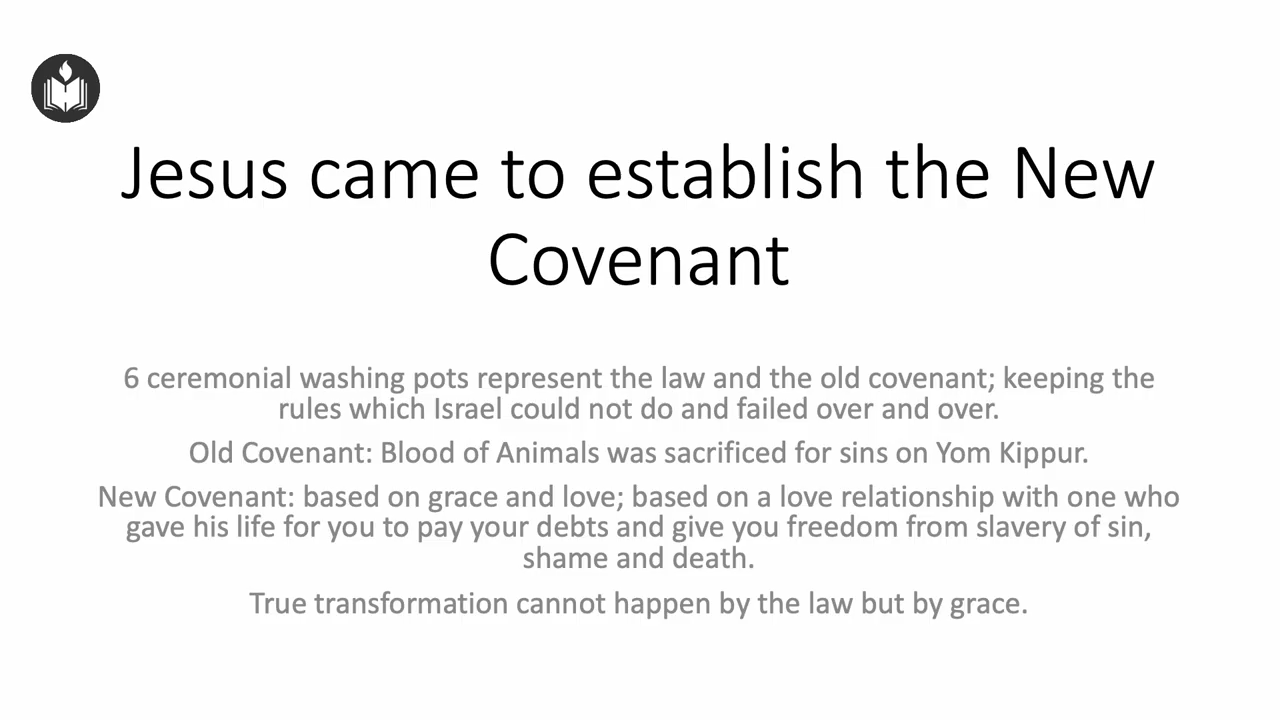 Jesus came to establish the New
Covenant
6 ceremonial washing pots represent the law and the old covenant; keeping the
rules which Israel could not do and failed over and over.
Old Covenant: Blood of Animals was sacrificed for sins on Yom Kippur.
New Covenant: based on grace and love; based on a love relationship with one who
gave his life for you to pay your debts and give you freedom from slavery of sin,
shame and death.
True transformation cannot happen by the law but by grace.